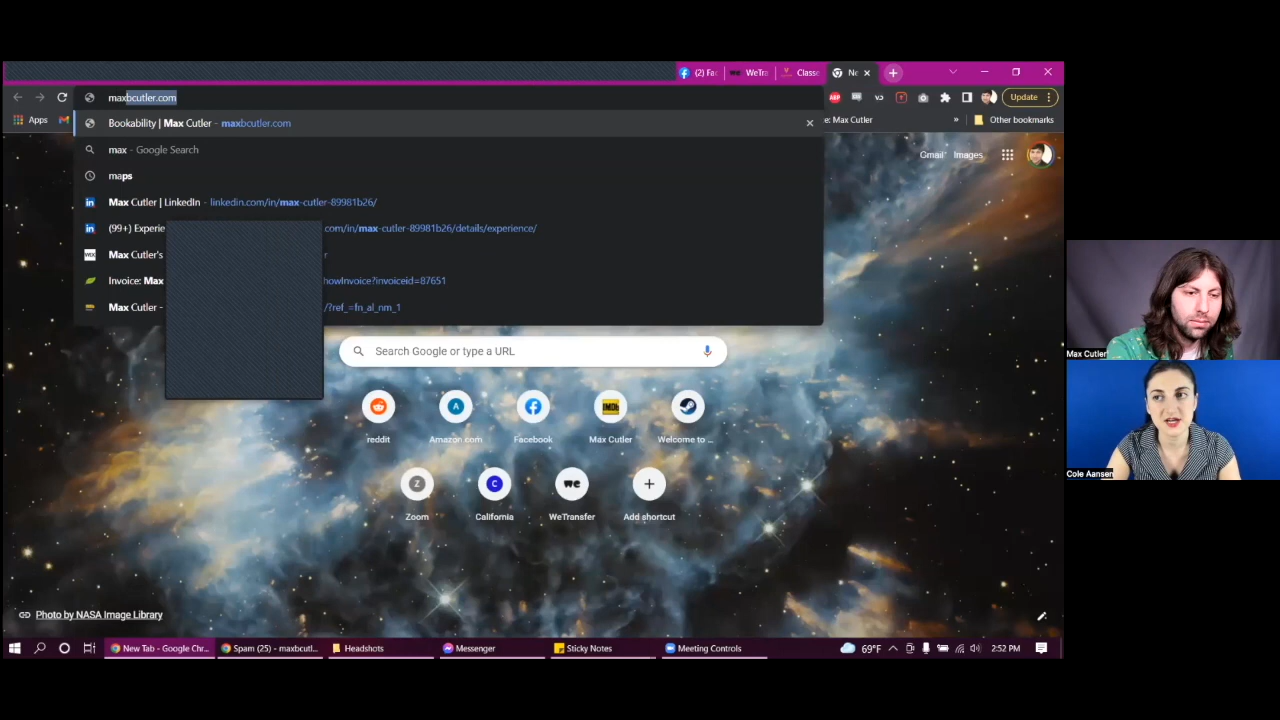 (2) Fa
WeTra
Classe
Ne
maxbcutler.com
Update
Bookability | Max Cutler - maxbcutler.com
Apps
: Max Cutler
»
Other bookmarks
max - Google Search
Gmail
Images
maps
Max Cutler | LinkedIn - linkedin.com/in/max-cutler-89981b26/
(99+) Experie
com/in/max-cutler-89981b26/details/experience/
WIX
Max Cutler's
r
Invoice: Max
howInvoice?invoiceid=87651
Max Cutler -
/?ref_=fn_al_nm_1
Search Google or type a URL
A
IMDb
reddit
Amazon.com
Facebook
Max Cutler
Welcome to ...
Z
C
we
Zoom
California
WeTransfer
Add shortcut
Photo by NASA Image Library
New Tab - Google Chr...
Spam (25) - maxbcutl...
Headshots
Messenger
Sticky Notes
Meeting Controls
69°F
2:52 PM
Max Cutler
Cole Aansen